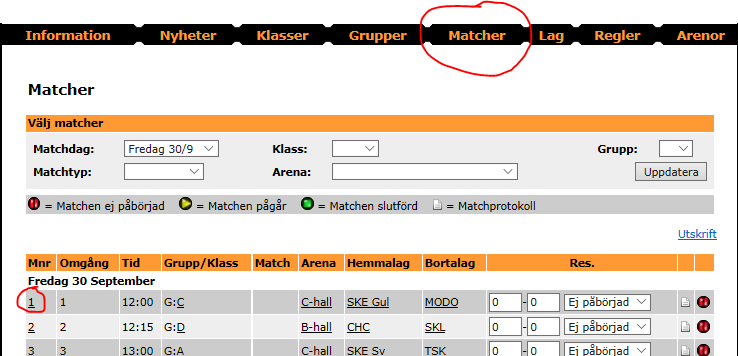 Information Nyheter Klasser Grupper Matcher Lag Regler Arenor
Matcher
Välj matcher
Matchdag: Fredag 30/9 Klass: Grupp:
Matchtyp: Arena: Uppdatera
= Matchen ej påbörjad = Matchen pågår = Matchen slutförd = Matchprotokoll
Utskrift
Mnr Omgång Tid Grupp/Klass Match Arena Hemmalag Bortalag Res.
Fredag 30 September
1 1 12:00 G:C C-hall SKE Gul MODO 0 - 0 Ej påbörjad
2 2 12:15 G:D B-hall CHC SKL 0 - 0 Ej påbörjad
3 3 13:00 G:A C-hall SKE Sv TSK 0 - 0 Ej påbörjad